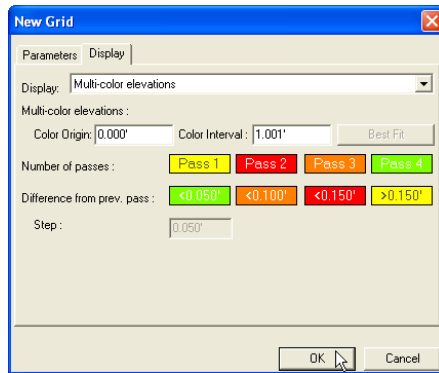 New Grid
Parameters Display
Display: Multi-color elevations
Multi-color elevations :
Color Origin: 0.000' Color Interval : 1.001' Best Fit
Number of passes : Pass 1 Pass 2 Pass 3 Pass 4
Difference from prev. pass : <0.050' <0.100' <0.150' >0.150'
Step : 0.050'
OK Cancel